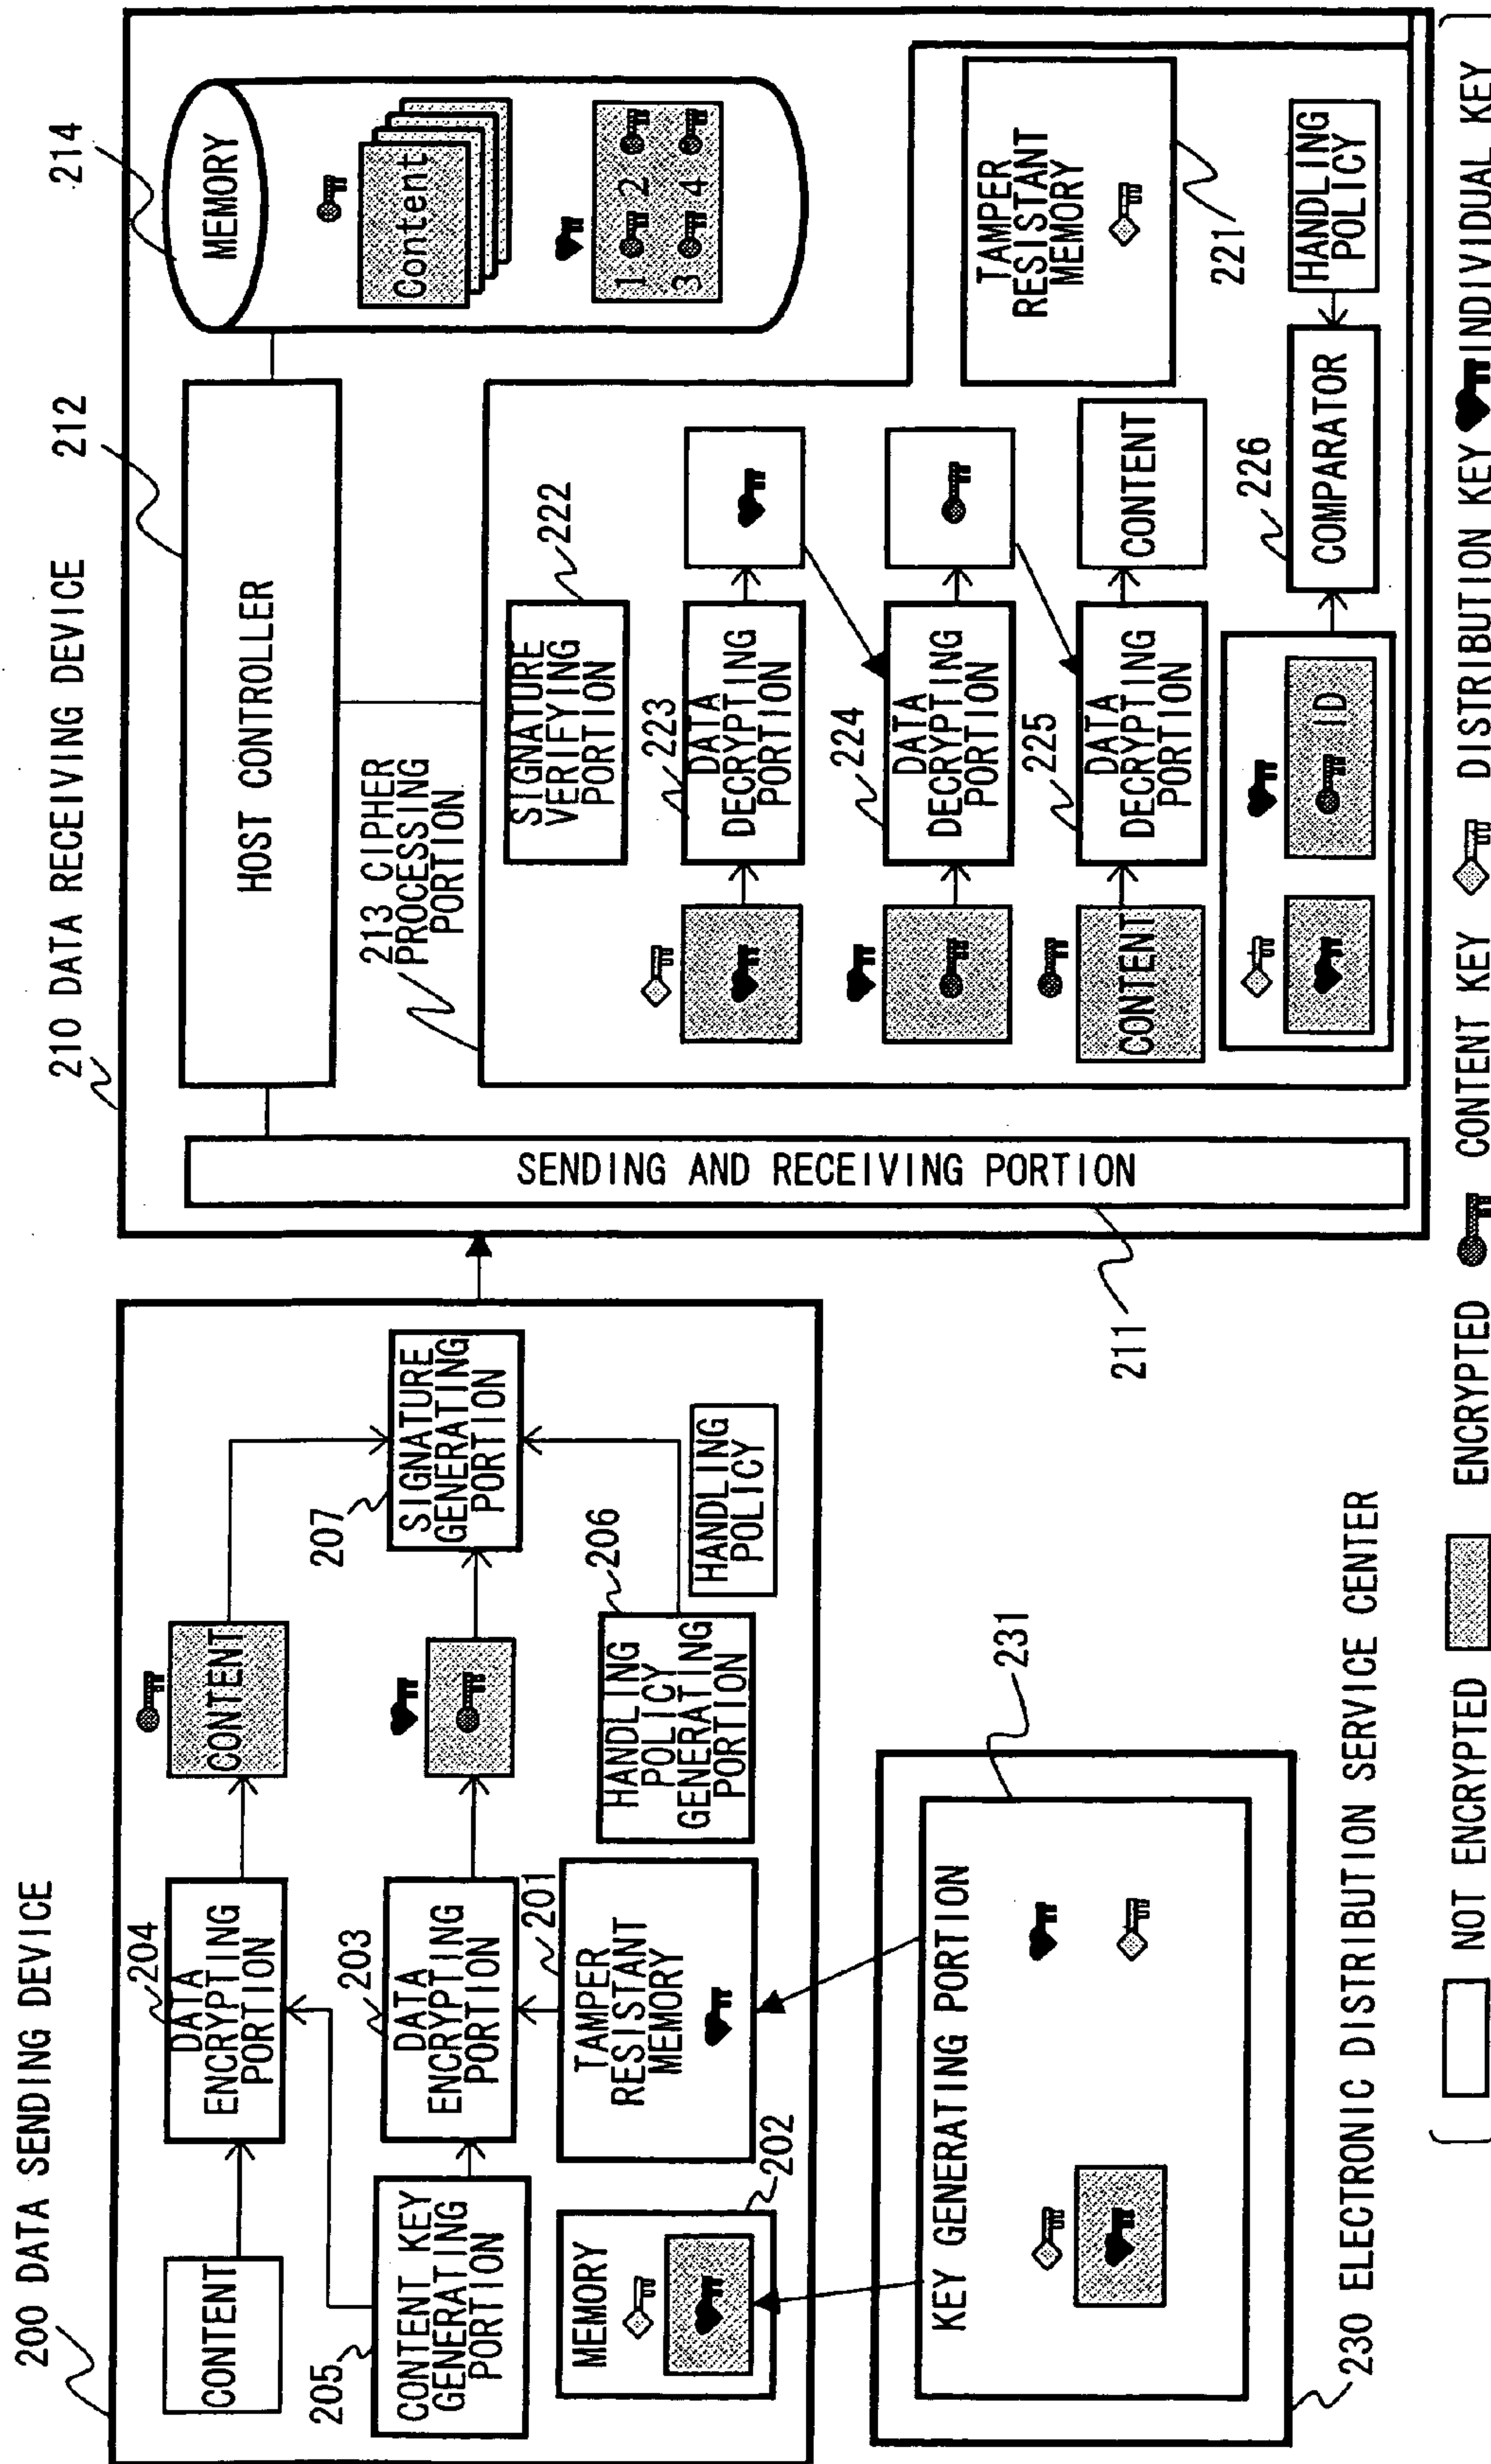 200 DATA SENDING DEVICE
CONTENT
204
DATA
ENCRYPTING
PORTION
CONTENT
205
CONTENT KEY
GENERATING
PORTION
203
DATA
ENCRYPTING
PORTION
207
SIGNATURE
GENERATING
PORTION
MEMORY
202
201
TAMPER
RESISTANT
MEMORY
206
HANDLING
POLICY
GENERATING
PORTION
HANDLING
POLICY
KEY GENERATING PORTION
231
230 ELECTRONIC DISTRIBUTION SERVICE CENTER
210 DATA RECEIVING DEVICE
211
SENDING AND RECEIVING PORTION
212
HOST CONTROLLER
214
MEMORY
Content
1 2
3 4
213 CIPHER
PROCESSING
PORTION
SIGNATURE
VERIFYING
PORTION
222
223
DATA
DECRYPTING
PORTION
224
DATA
DECRYPTING
PORTION
CONTENT
225
DATA
DECRYPTING
PORTION
CONTENT
TAMPER
RESISTANT
MEMORY
221
ID
226
COMPARATOR
HANDLING
POLICY
NOT ENCRYPTED
ENCRYPTED
CONTENT KEY
DISTRIBUTION KEY
INDIVIDUAL KEY